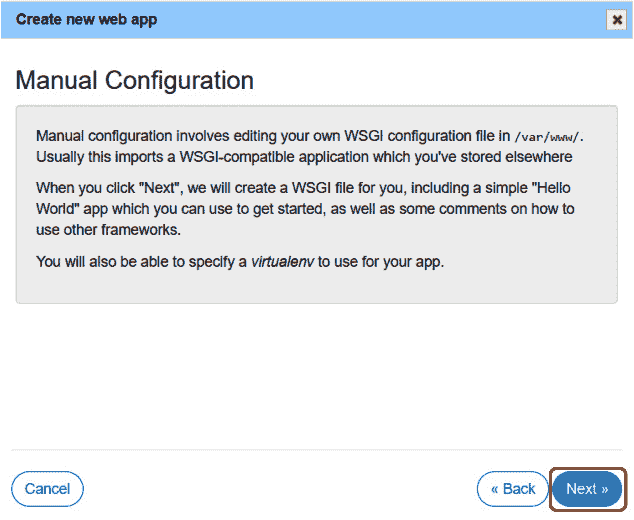 Create new web app
Manual Configuration
Manual configuration involves editing your own WSGI configuration file in /var/www/.
Usually this imports a WSGI-compatible application which you've stored elsewhere
When you click "Next", we will create a WSGI file for you, including a simple "Hello
World" app which you can use to get started, as well as some comments on how to
use other frameworks.
You will also be able to specify a virtualenv to use for your app.
Cancel
« Back
Next »